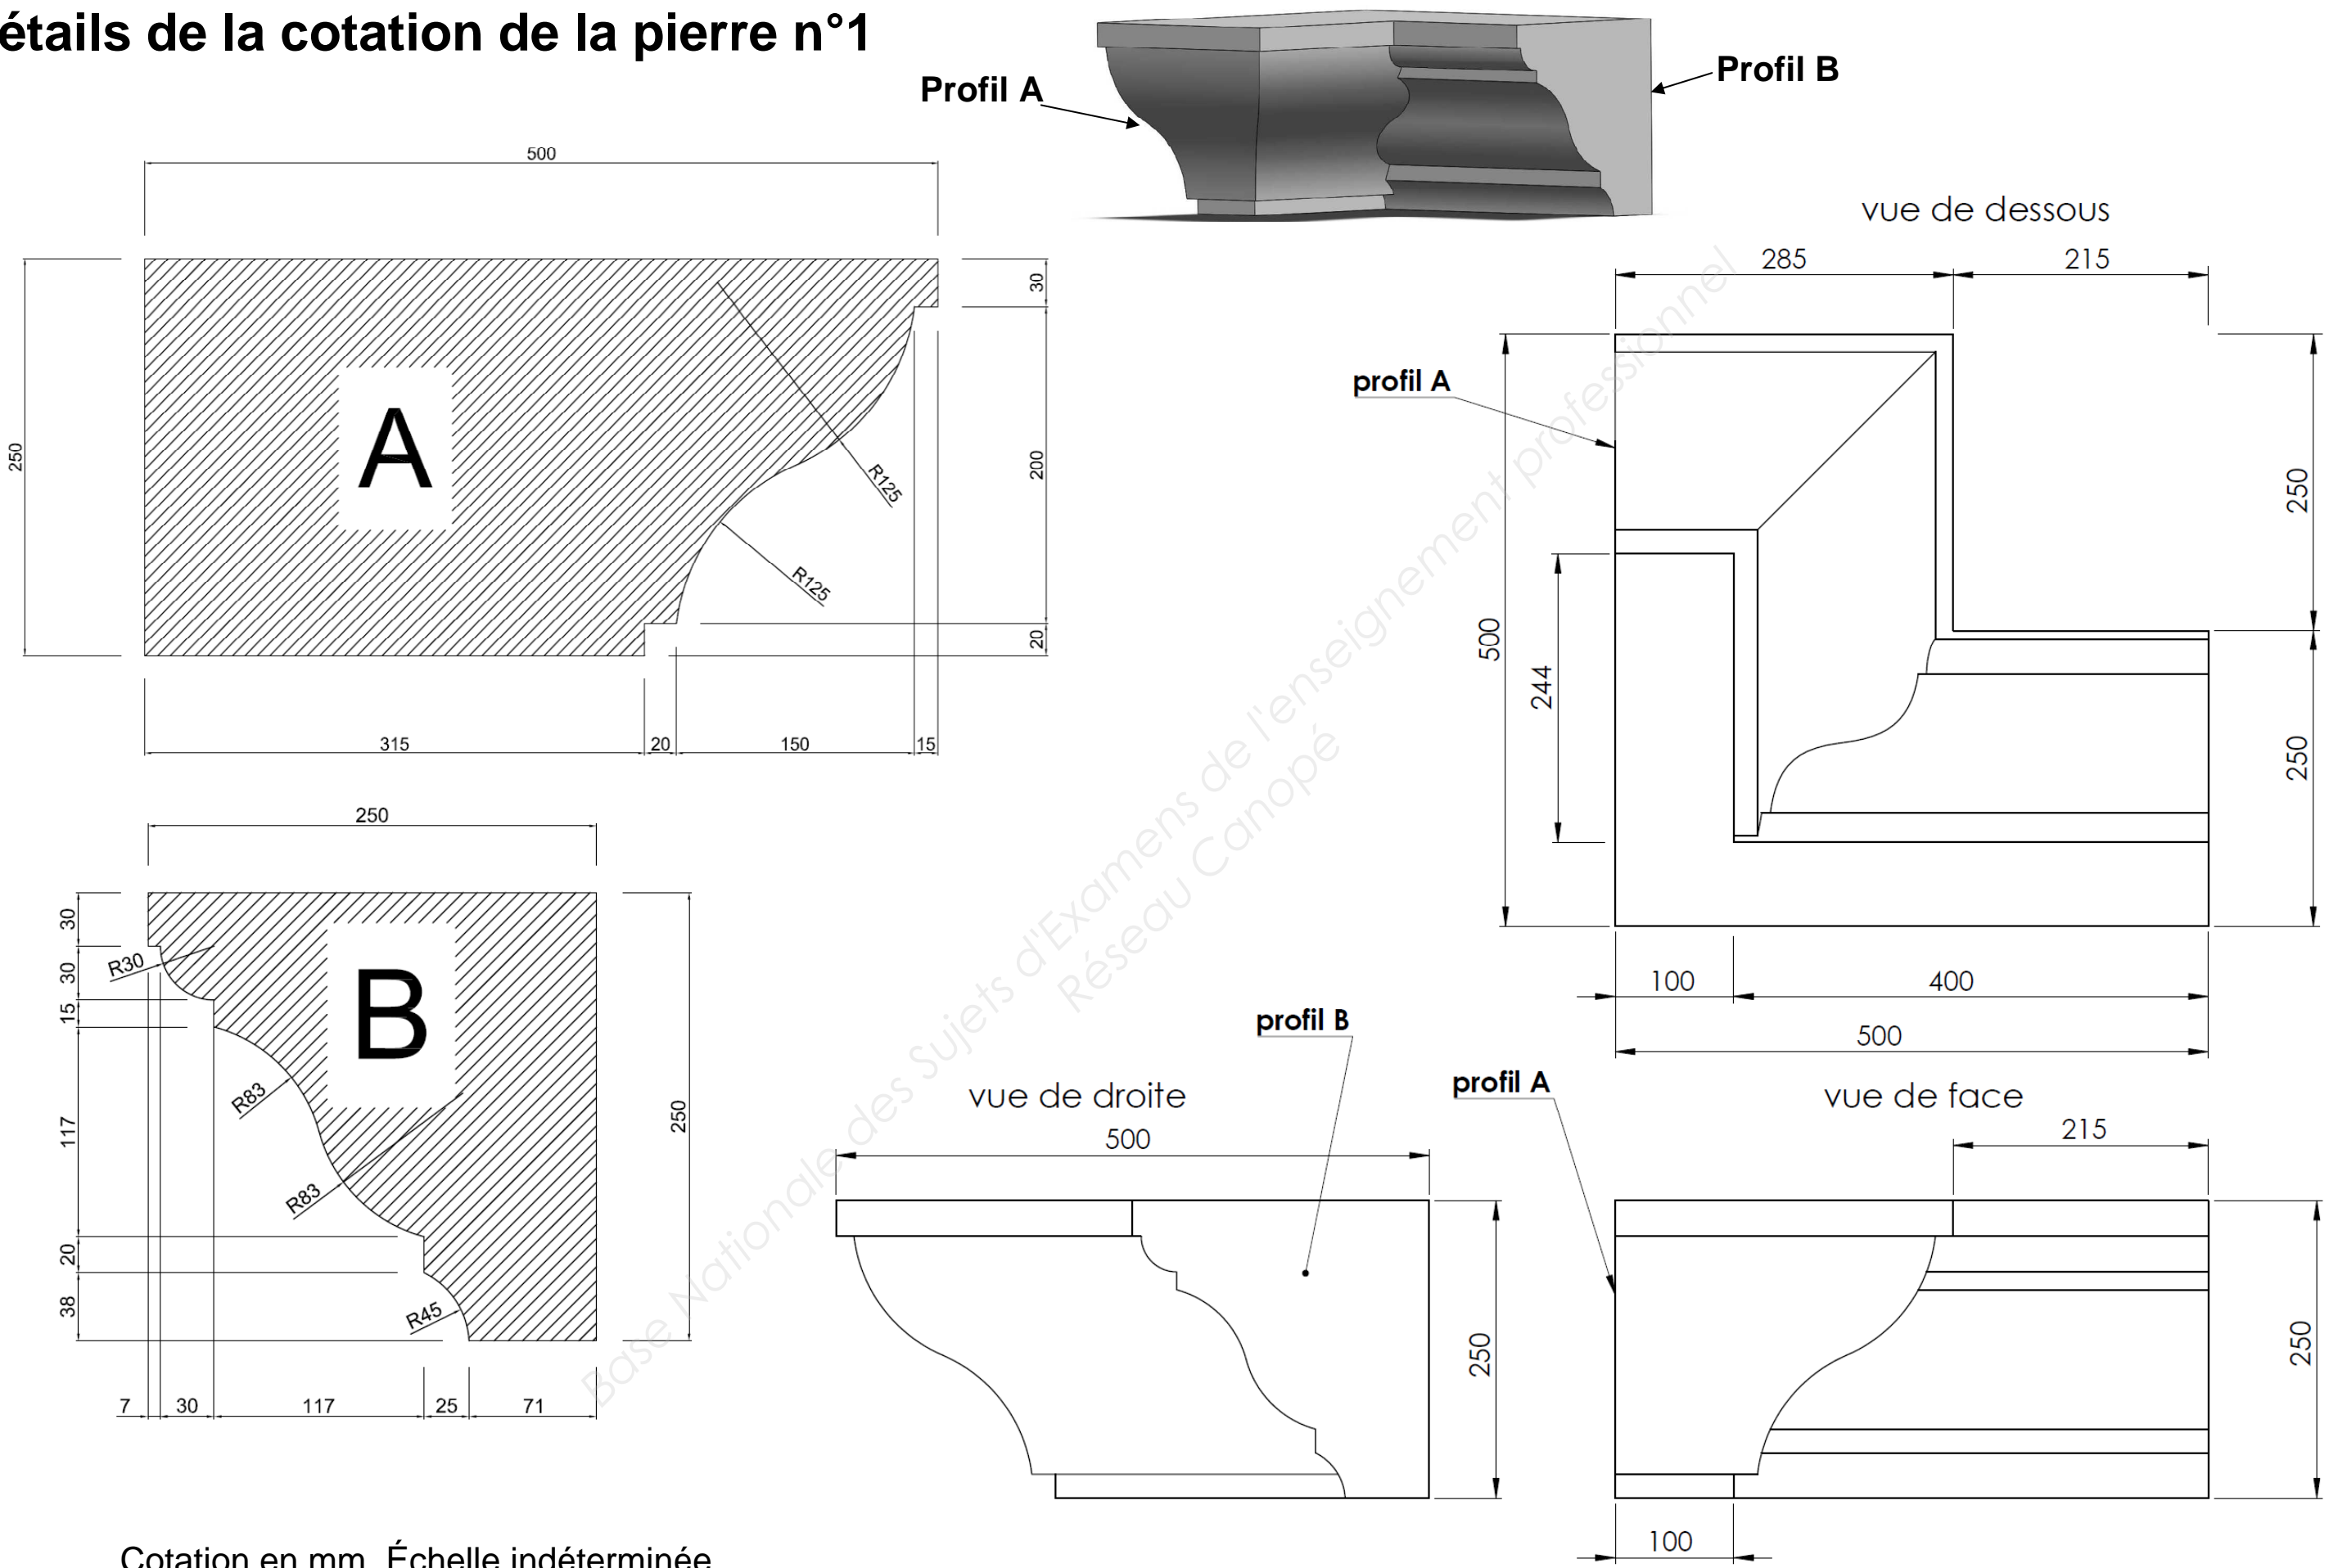 étails de la cotation de la pierre n°1
Profil A
Profil B
500
250
A
R125
R125
30
200
20
315
20
150
15
vue de dessous
285
215
profil A
500
244
250
250
100
400
500
250
B
30
30
15
117
20
38
R30
R83
R83
R45
250
7
30
117
25
71
profil B
vue de droite
500
250
profil A
vue de face
215
250
100
Base Nationale des Sujets d'Examens de l'enseignement professionnel
Réseau Canopé
Cotation en mm Échelle indéterminée